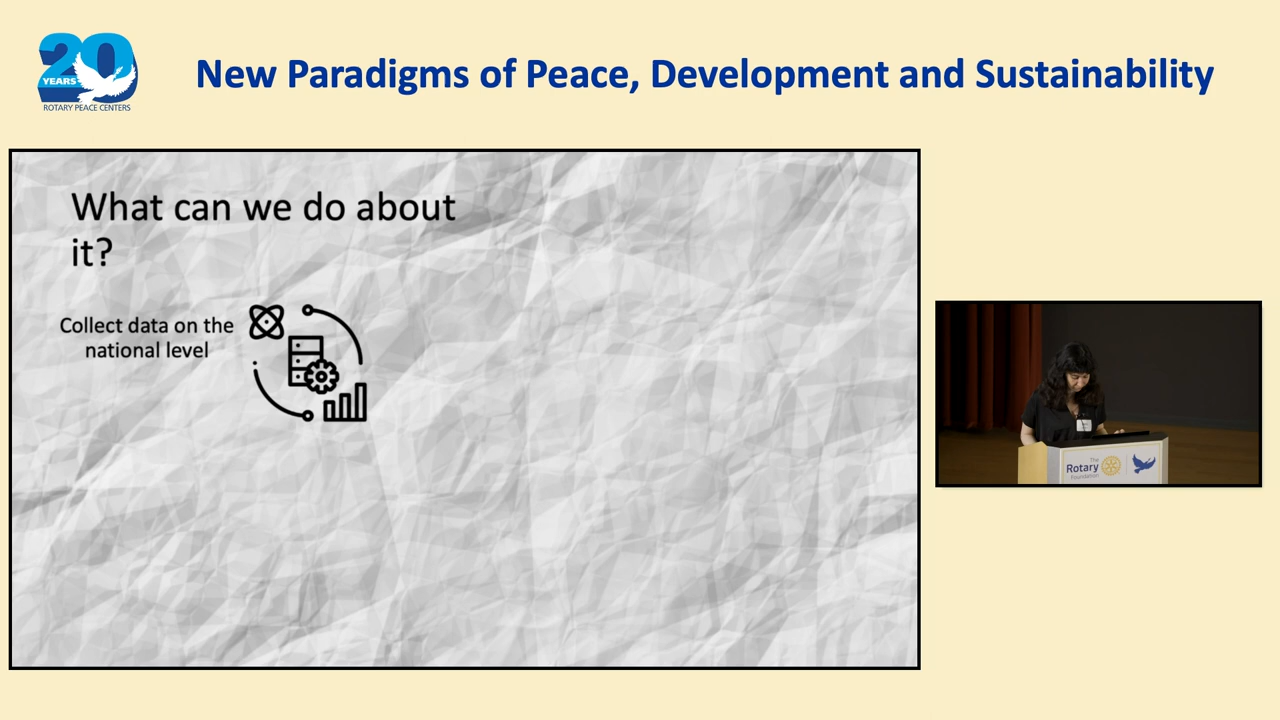 20
YEARS
ROTARY PEACE CENTERS
New Paradigms of Peace, Development and Sustainability
What can we do about
it?
Collect data on the
national level
The
Rotary
Foundation